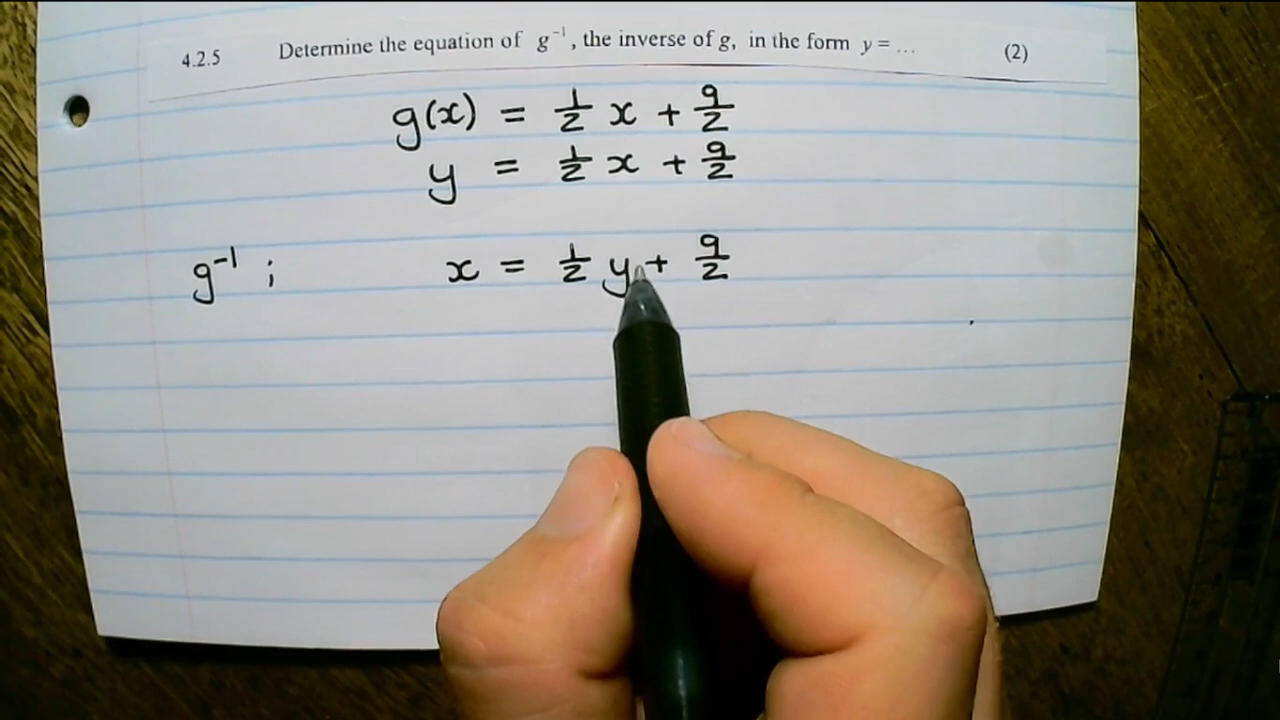 4.2.5 Determine the equation of g⁻¹, the inverse of g, in the form y = ... (2)
g(x) = 1/2 x + 9/2
y = 1/2 x + 9/2
g⁻¹ ; x = 1/2 y + 9/2